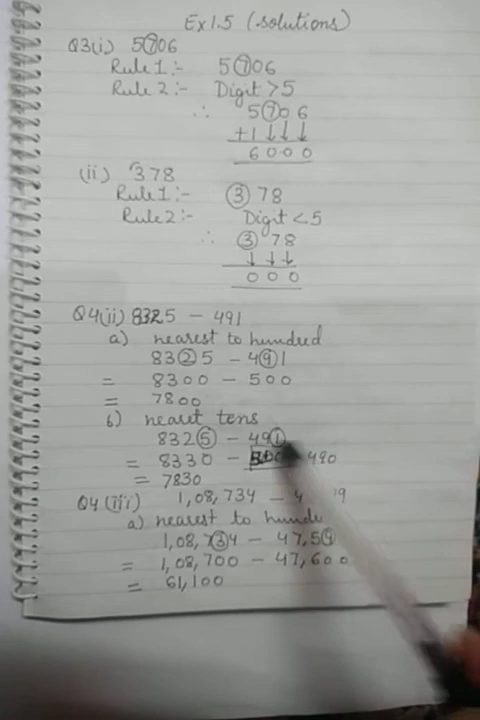 Ex 1.5 (solutions)
Q3(i) 5706
Rule 1:- 5706
Rule 2:- Digit > 5
∴ 5706
+1↓↓↓
6000
(ii) 378
Rule 1:- 378
Rule 2:- Digit < 5
∴ 378
↓↓↓
000
Q4(ii) 8325 - 491
a) nearest to hundred
8325 - 491
= 8300 - 500
= 7800
b) nearest tens
8325 - 491
= 8330 - 490
= 7830
Q4(iii) 1,08,734 - 4
a) nearest to hund
1,08,734 - 47,59
= 1,08,700 - 47,600
= 61,100